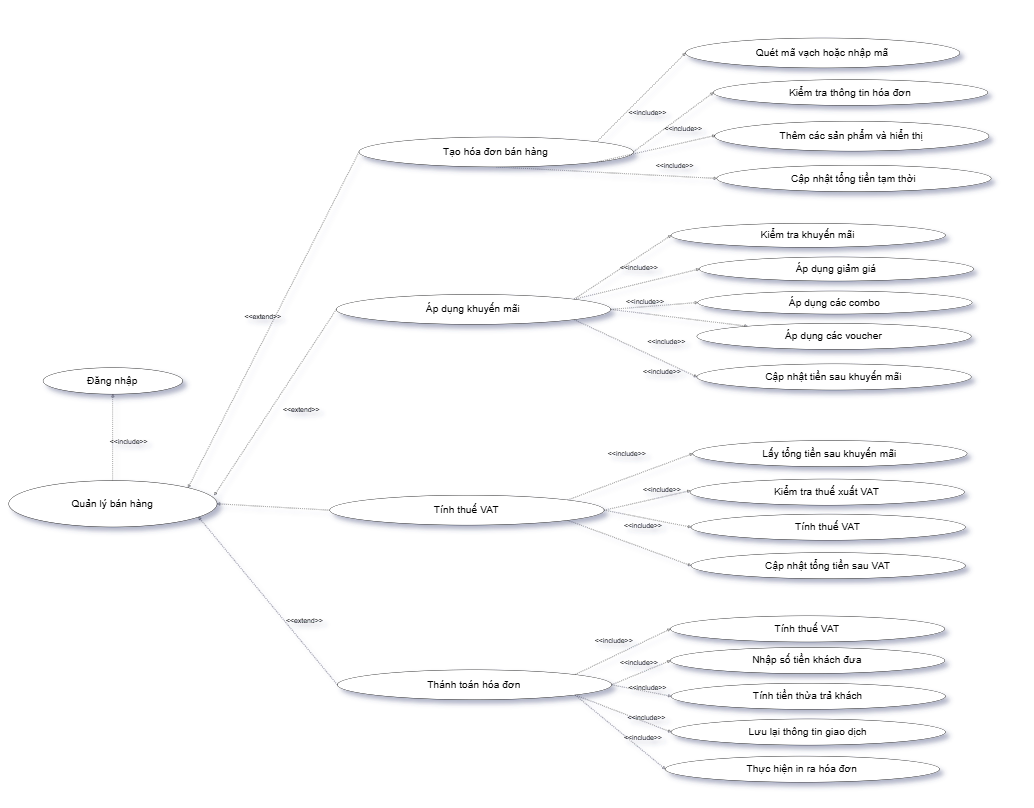 Quét mã vạch hoặc nhập mã
Kiểm tra thông tin hóa đơn
<<include>>
<<include>>
Thêm các sản phẩm và hiển thị
Tạo hóa đơn bán hàng
<<include>>
Cập nhật tổng tiền tạm thời
Kiểm tra khuyến mãi
<<include>>
Áp dụng giảm giá
<<include>>
Áp dụng các combo
Áp dụng khuyến mãi
<<extend>>
Áp dụng các voucher
<<include>>
<<include>>
Cập nhật tiền sau khuyến mãi
Đăng nhập
<<extend>>
<<include>>
<<include>>
Lấy tổng tiền sau khuyến mãi
<<include>>
Kiểm tra thuế xuất VAT
Quản lý bán hàng
Tính thuế VAT
<<include>>
Tính thuế VAT
Cập nhật tổng tiền sau VAT
<<extend>>
Tính thuế VAT
<<include>>
<<include>>
Nhập số tiền khách đưa
Thánh toán hóa đơn
<<include>>
Tính tiền thừa trả khách
<<include>>
Lưu lại thông tin giao dịch
<<include>>
Thực hiện in ra hóa đơn